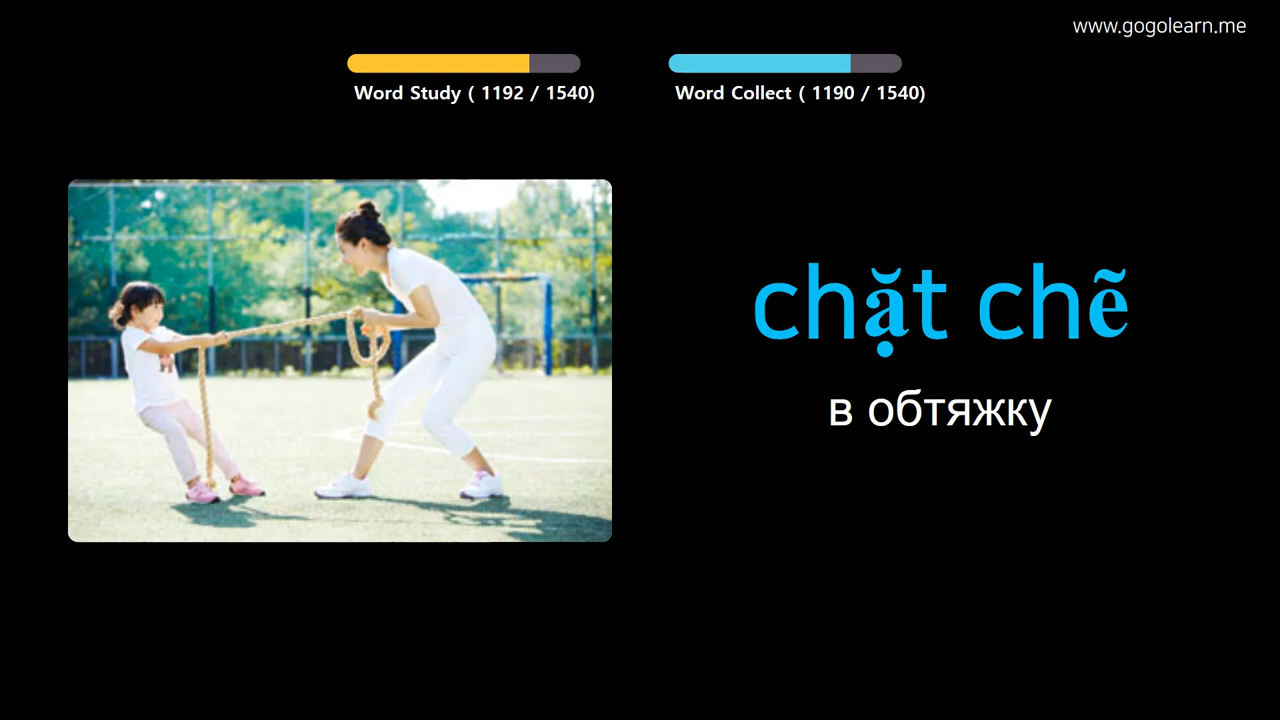 www.gogolearn.me
Word Study ( 1192 / 1540)
Word Collect ( 1190 / 1540)
chặt chẽ
в обтяжку